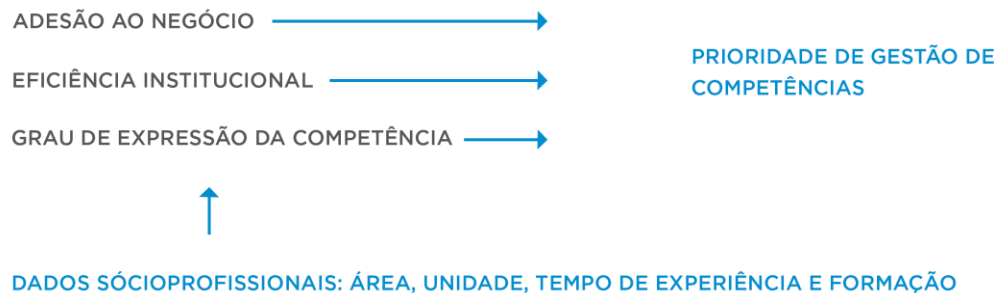 ADESÃO AO NEGÓCIO
EFICIÊNCIA INSTITUCIONAL
GRAU DE EXPRESSÃO DA COMPETÊNCIA
PRIORIDADE DE GESTÃO DE
COMPETÊNCIAS
DADOS SÓCIOPROFISSIONAIS: ÁREA, UNIDADE, TEMPO DE EXPERIÊNCIA E FORMAÇÃO